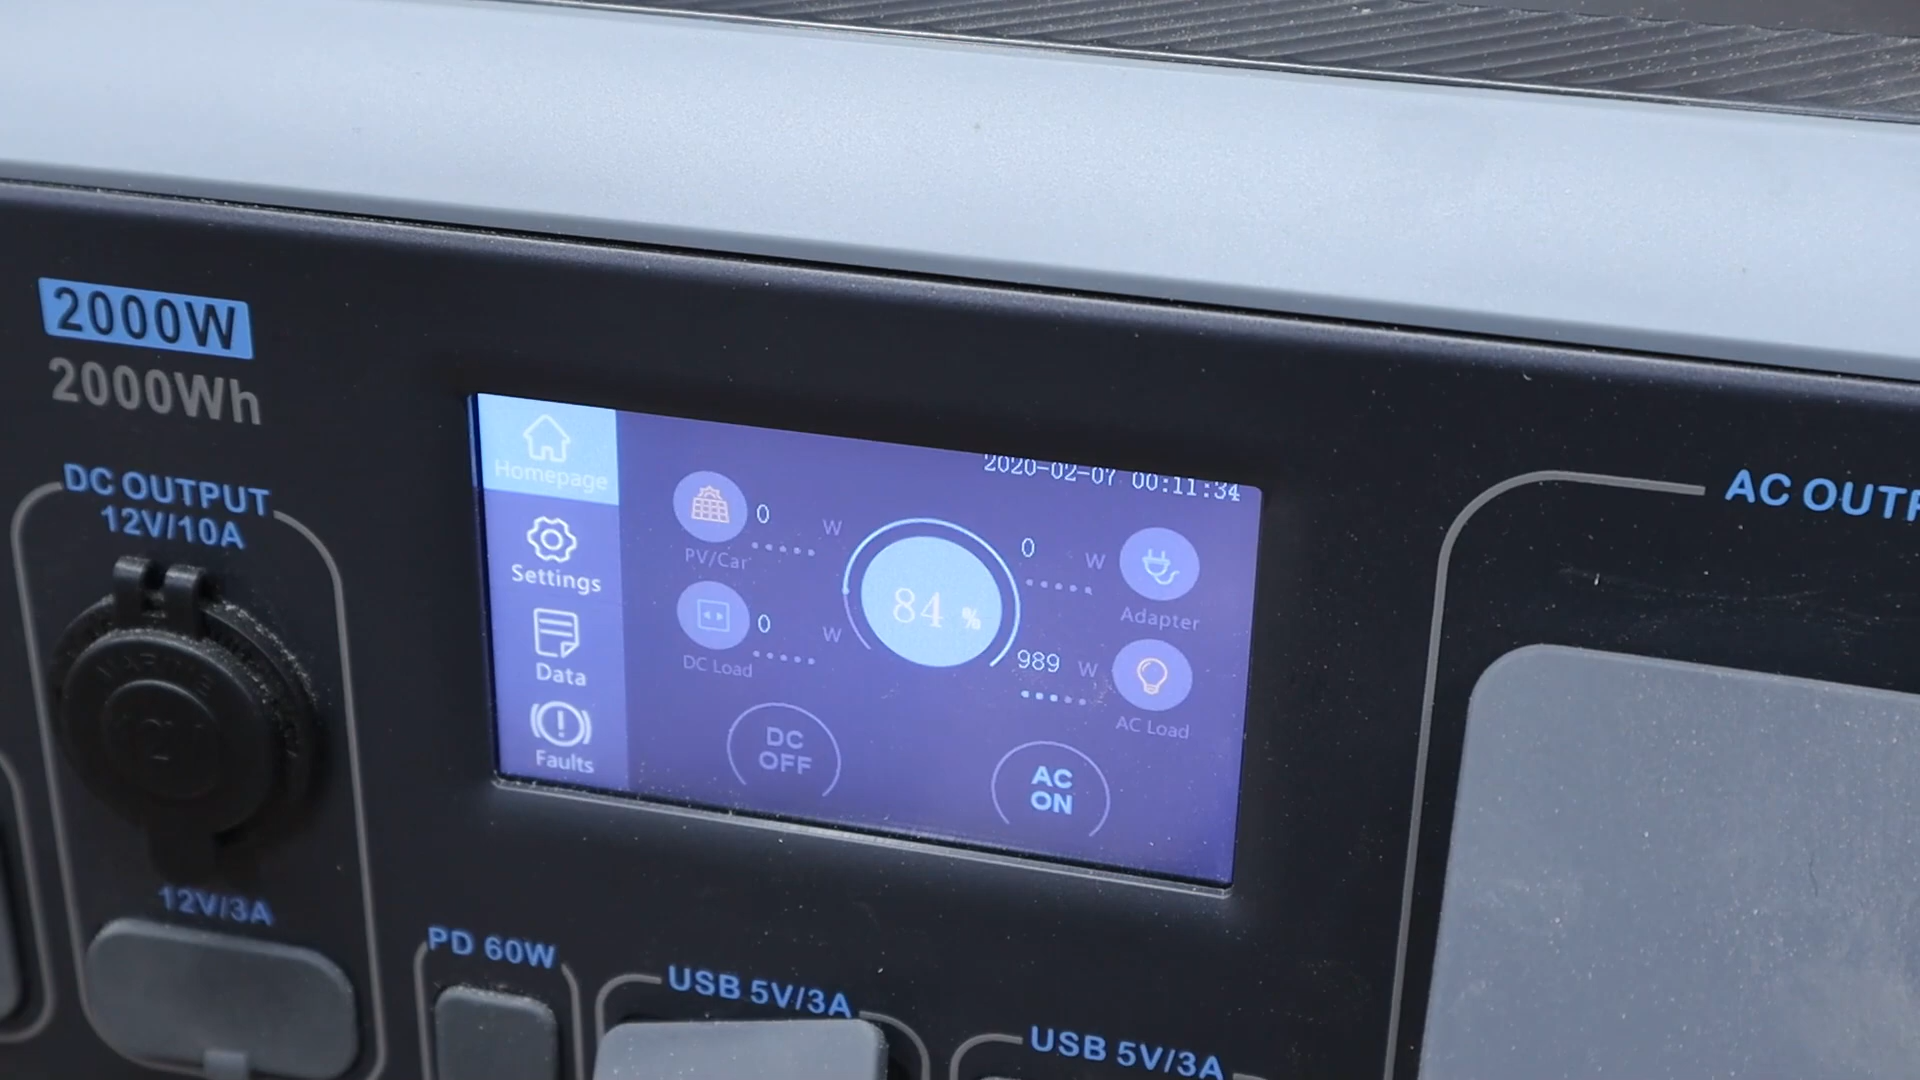 2000W
2000Wh
DC OUTPUT
12V/10A
12V/3A
PD 60W
USB 5V/3A
USB 5V/3A
AC OUTP
Homepage
Settings
Data
Faults
2020-02-07 00:11:34
0 W
PV/Car
0 W
DC Load
84 %
0 W
Adapter
989 W
AC Load
DC
OFF
AC
ON